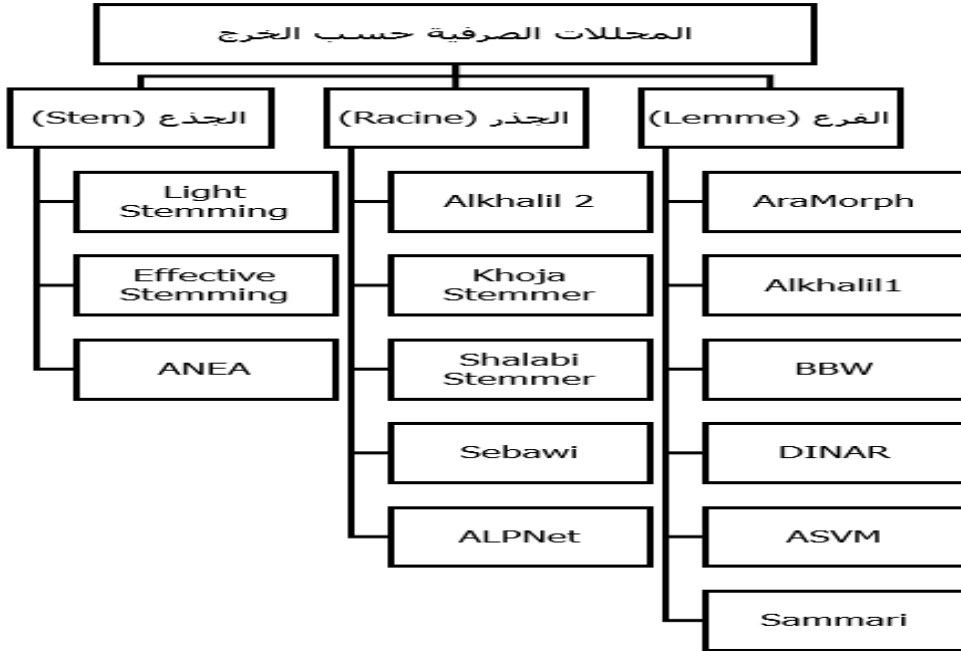 المحللات الصرفية حسب الخرج
الجذع (Stem)
Light
Stemming
Effective
Stemming
ANEA
الجذر (Racine)
Alkhalil 2
Khoja
Stemmer
Shalabi
Stemmer
Sebawi
ALPNet
الفرع (Lemme)
AraMorph
Alkhalil1
BBW
DINAR
ASVM
Sammari